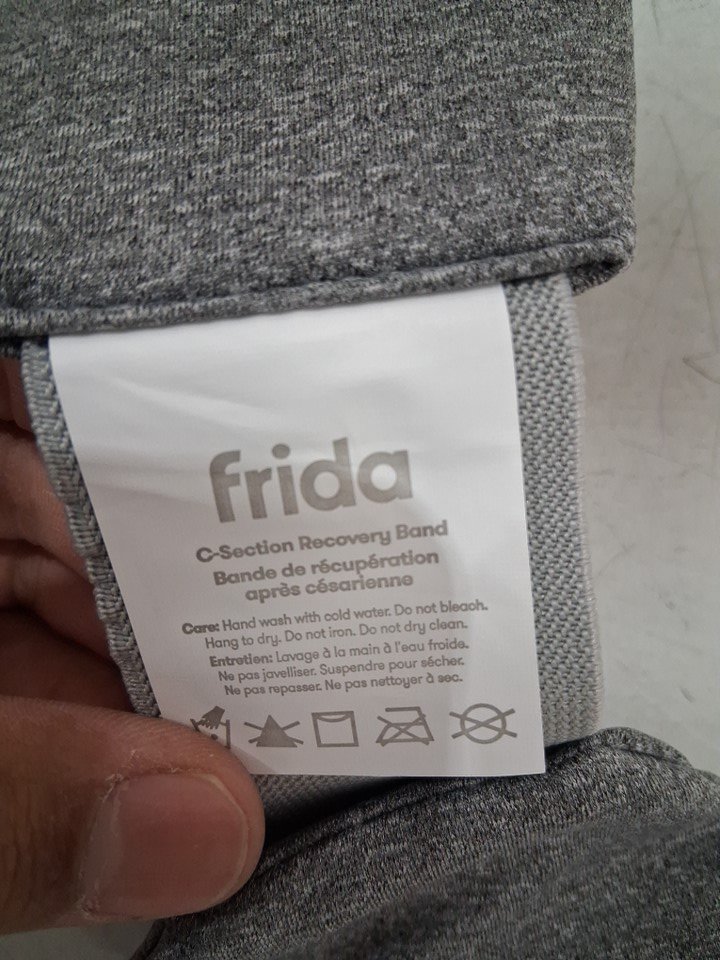 frida
C-Section Recovery Band
Bande de récupération
après césarienne
Care: Hand wash with cold water. Do not bleach.
Hang to dry. Do not iron. Do not dry clean.
Entretien: Lavage à la main à l'eau froide.
Ne pas javelliser. Suspendre pour sécher.
Ne pas repasser. Ne pas nettoyer à sec.